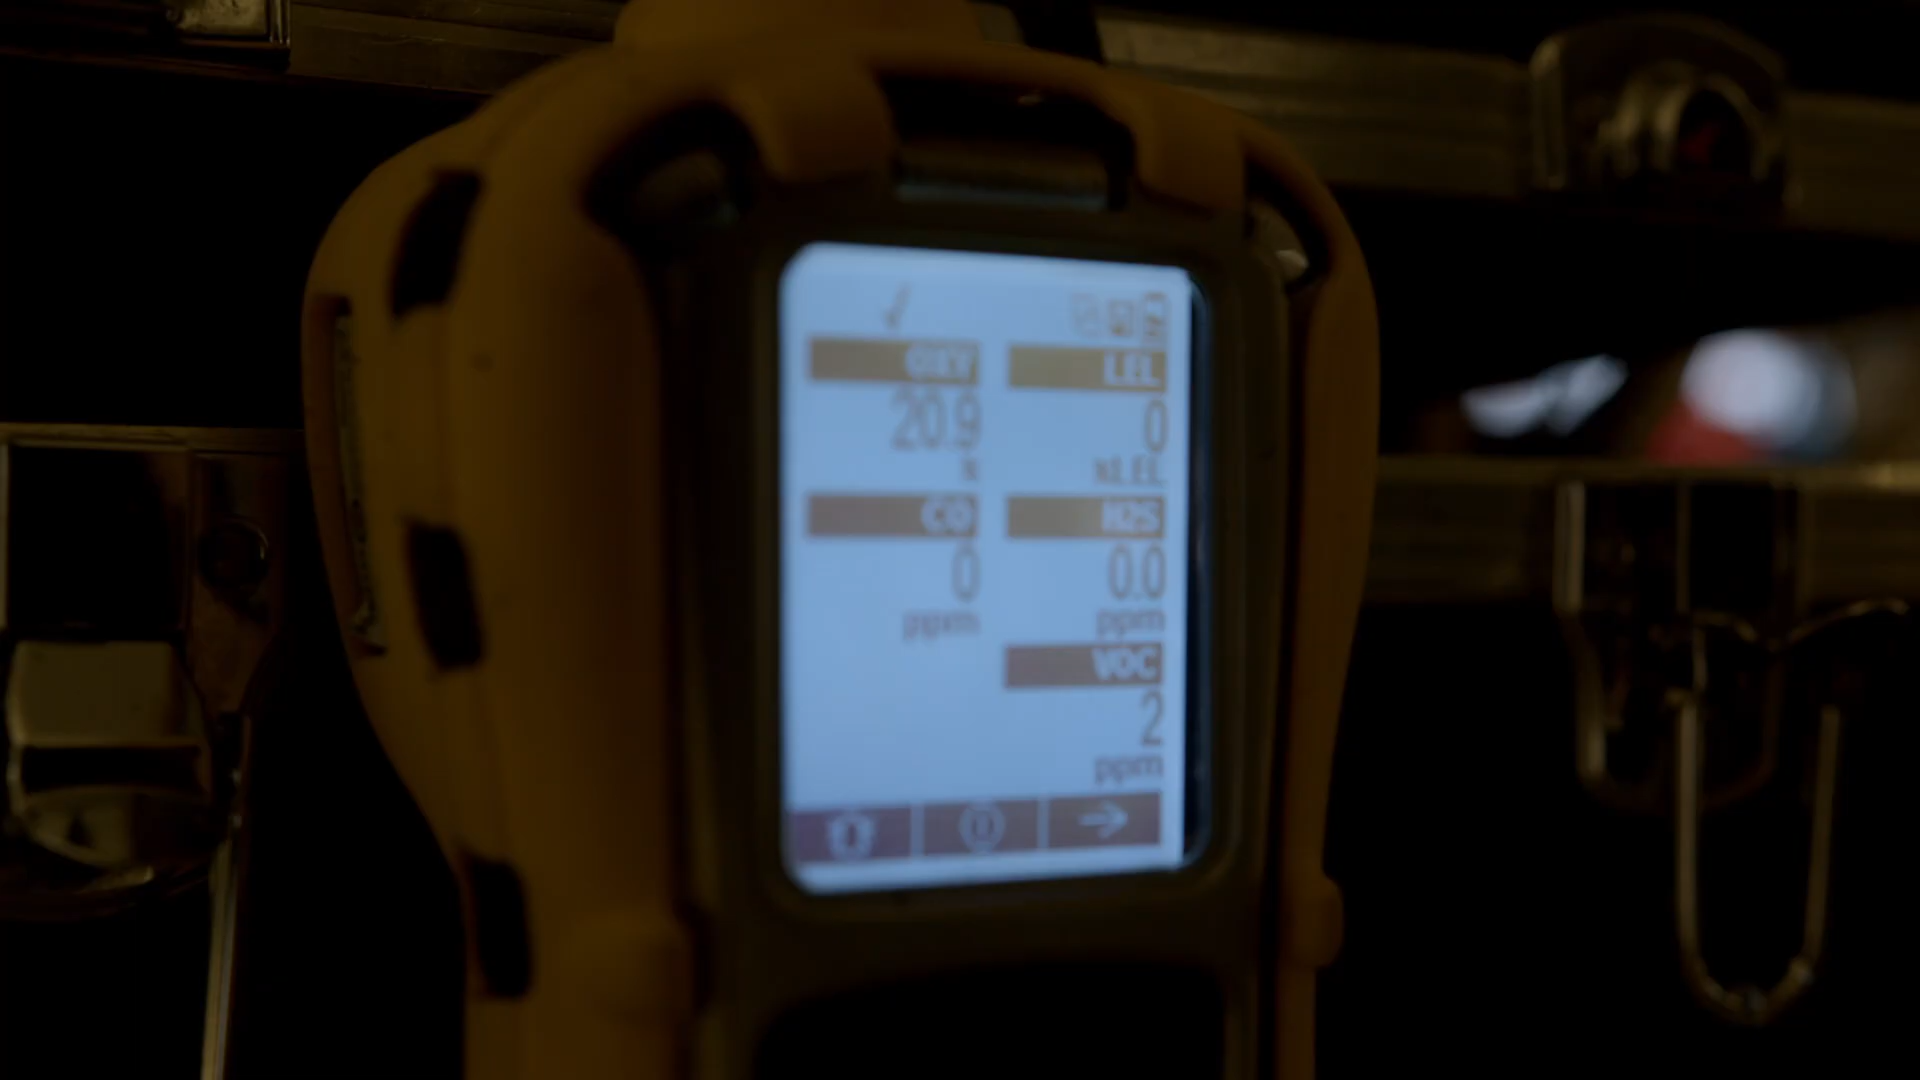 OXY LEL
20.9 0
% %LEL
CO H2S
0 0.0
ppm ppm
VOC
2
ppm